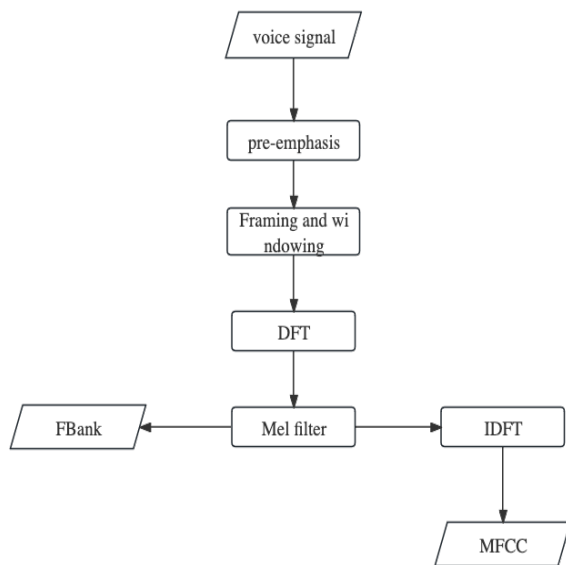 voice signal
pre-emphasis
Framing and wi
ndowing
DFT
FBank
Mel filter
IDFT
MFCC